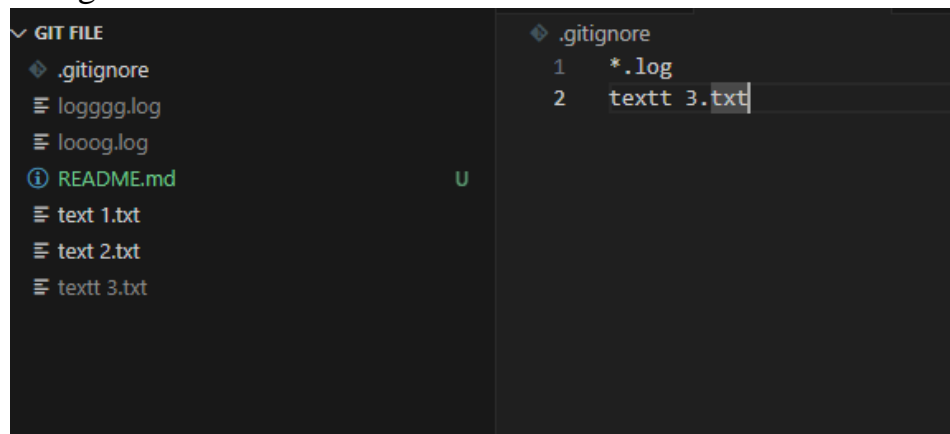 GIT FILE
.gitignore
logggg.log
looog.log
README.md U
text 1.txt
text 2.txt
textt 3.txt
.gitignore
1 *.log
2 textt 3.txt